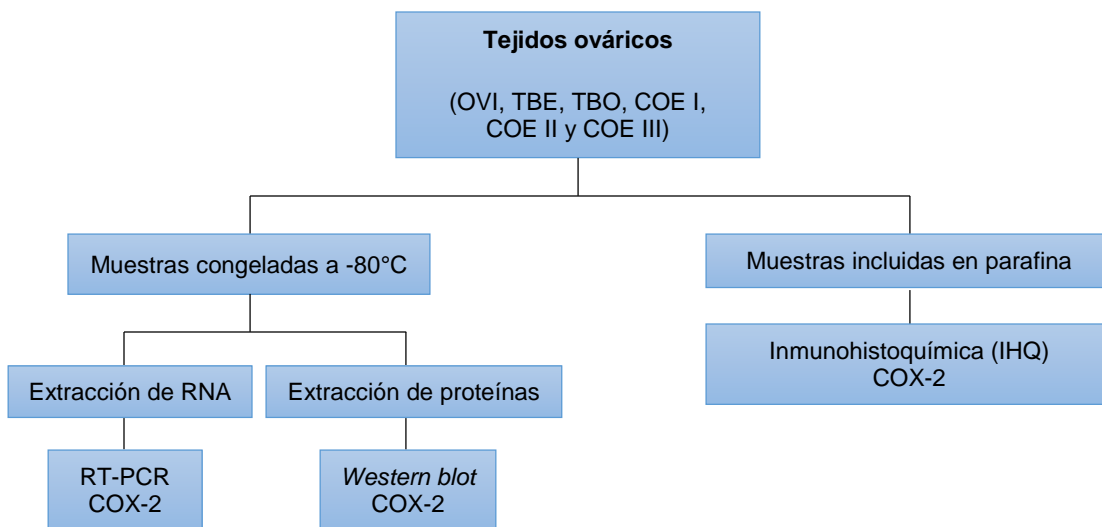 Tejidos ováricos
(OVI, TBE, TBO, COE I,
COE II y COE III)
Muestras congeladas a -80°C
Muestras incluidas en parafina
Inmunohistoquímica (IHQ)
COX-2
Extracción de RNA
Extracción de proteínas
RT-PCR
COX-2
Western blot
COX-2